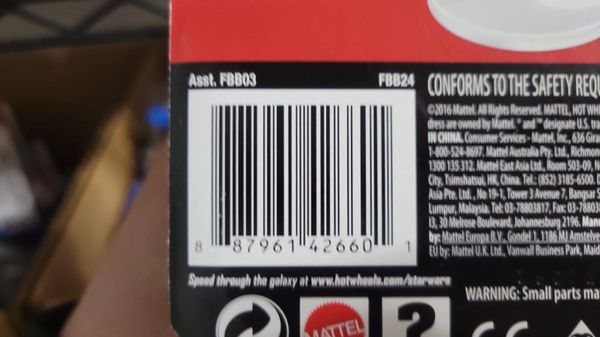 Asst. FBB03 FBB24
8 87961 42660 1
Speed through the galaxy at www.hotwheels.com/starwars
MATTEL
?
CONFORMS TO THE SAFETY REQU
©2016 Mattel. All Rights Reserved. MATTEL, HOT WHE
dress are owned by Mattel. ® and ™ designate U.S. tra
IN CHINA. Consumer Services - Mattel, Inc., 636 Gira
1-800-524-8697. Mattel Australia Pty. Ltd., Richmon
1300 135 312. Mattel East Asia Ltd., Room 503-09, N
City, Tsimshatsui, HK, China. Tel.: (852) 3185-6500. D
Asia Pte. Ltd., No 19-1, Tower 3 Avenue 7, Bangsar S
Lumpur, Malaysia. Tel: 03-78803817, Fax: 03-78803
I3, 30 Melrose Boulevard, Johannesburg 2196. Man
by: Mattel Europa B.V., Gondel 1, 1186 MJ Amstelve
EU by: Mattel U.K. Ltd., Vanwall Business Park, Maid
WARNING: Small parts ma
CE